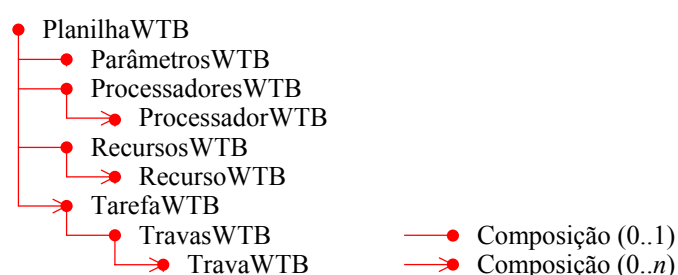 PlanilhaWTB
ParâmetrosWTB
ProcessadoresWTB
ProcessadorWTB
RecursosWTB
RecursoWTB
TarefaWTB
TravasWTB
Composição (0..1)
TravaWTB
Composição (0..n)